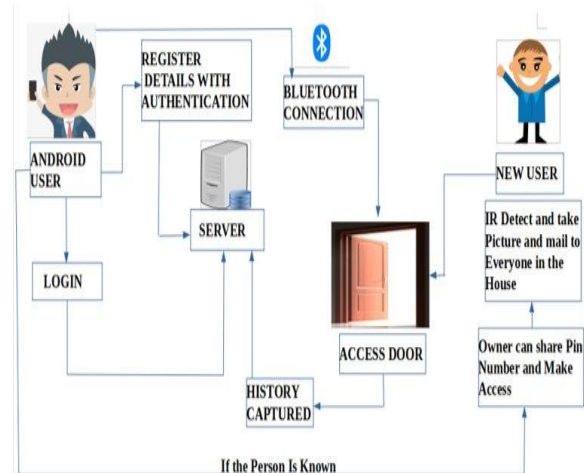 REGISTER
DETAILS WITH
AUTHENTICATION
BLUETOOTH
CONNECTION
ANDROID
USER
NEW USER
SERVER
IR Detect and take
Picture and mail to
Everyone in the
House
LOGIN
ACCESS DOOR
Owner can share Pin
Number and Make
Access
HISTORY
CAPTURED
If the Person Is Known